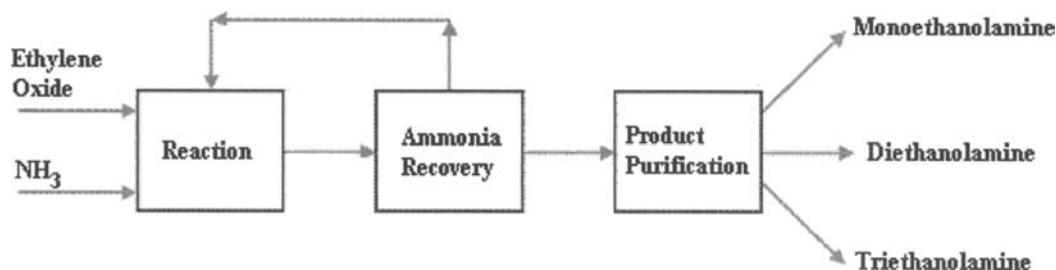 Ethylene
Oxide
NH3
Reaction
Ammonia
Recovery
Product
Purification
Monoethanolamine
Diethanolamine
Triethanolamine